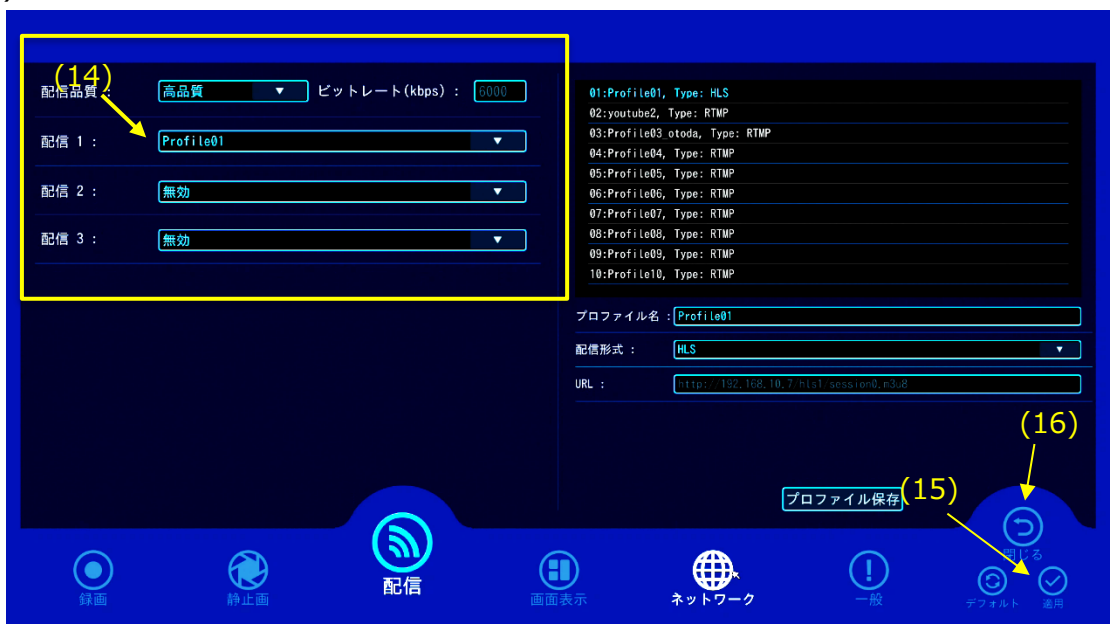 (14)
配信品質 : 高品質 ▼ ビットレート(kbps) : 6000
配信 1 : Profile01 ▼
配信 2 : 無効 ▼
配信 3 : 無効 ▼
01:Profile01, Type: HLS
02:youtube2, Type: RTMP
03:Profile03_otoda, Type: RTMP
04:Profile04, Type: RTMP
05:Profile05, Type: RTMP
06:Profile06, Type: RTMP
07:Profile07, Type: RTMP
08:Profile08, Type: RTMP
09:Profile09, Type: RTMP
10:Profile10, Type: RTMP
プロファイル名 : Profile01
配信形式 : HLS ▼
URL : http://192.168.10.7/hls1/session0.m3u8
(16)
プロファイル保存
(15)
閉じる
録画
静止画
配信
画面表示
ネットワーク
一般
デフォルト
適用